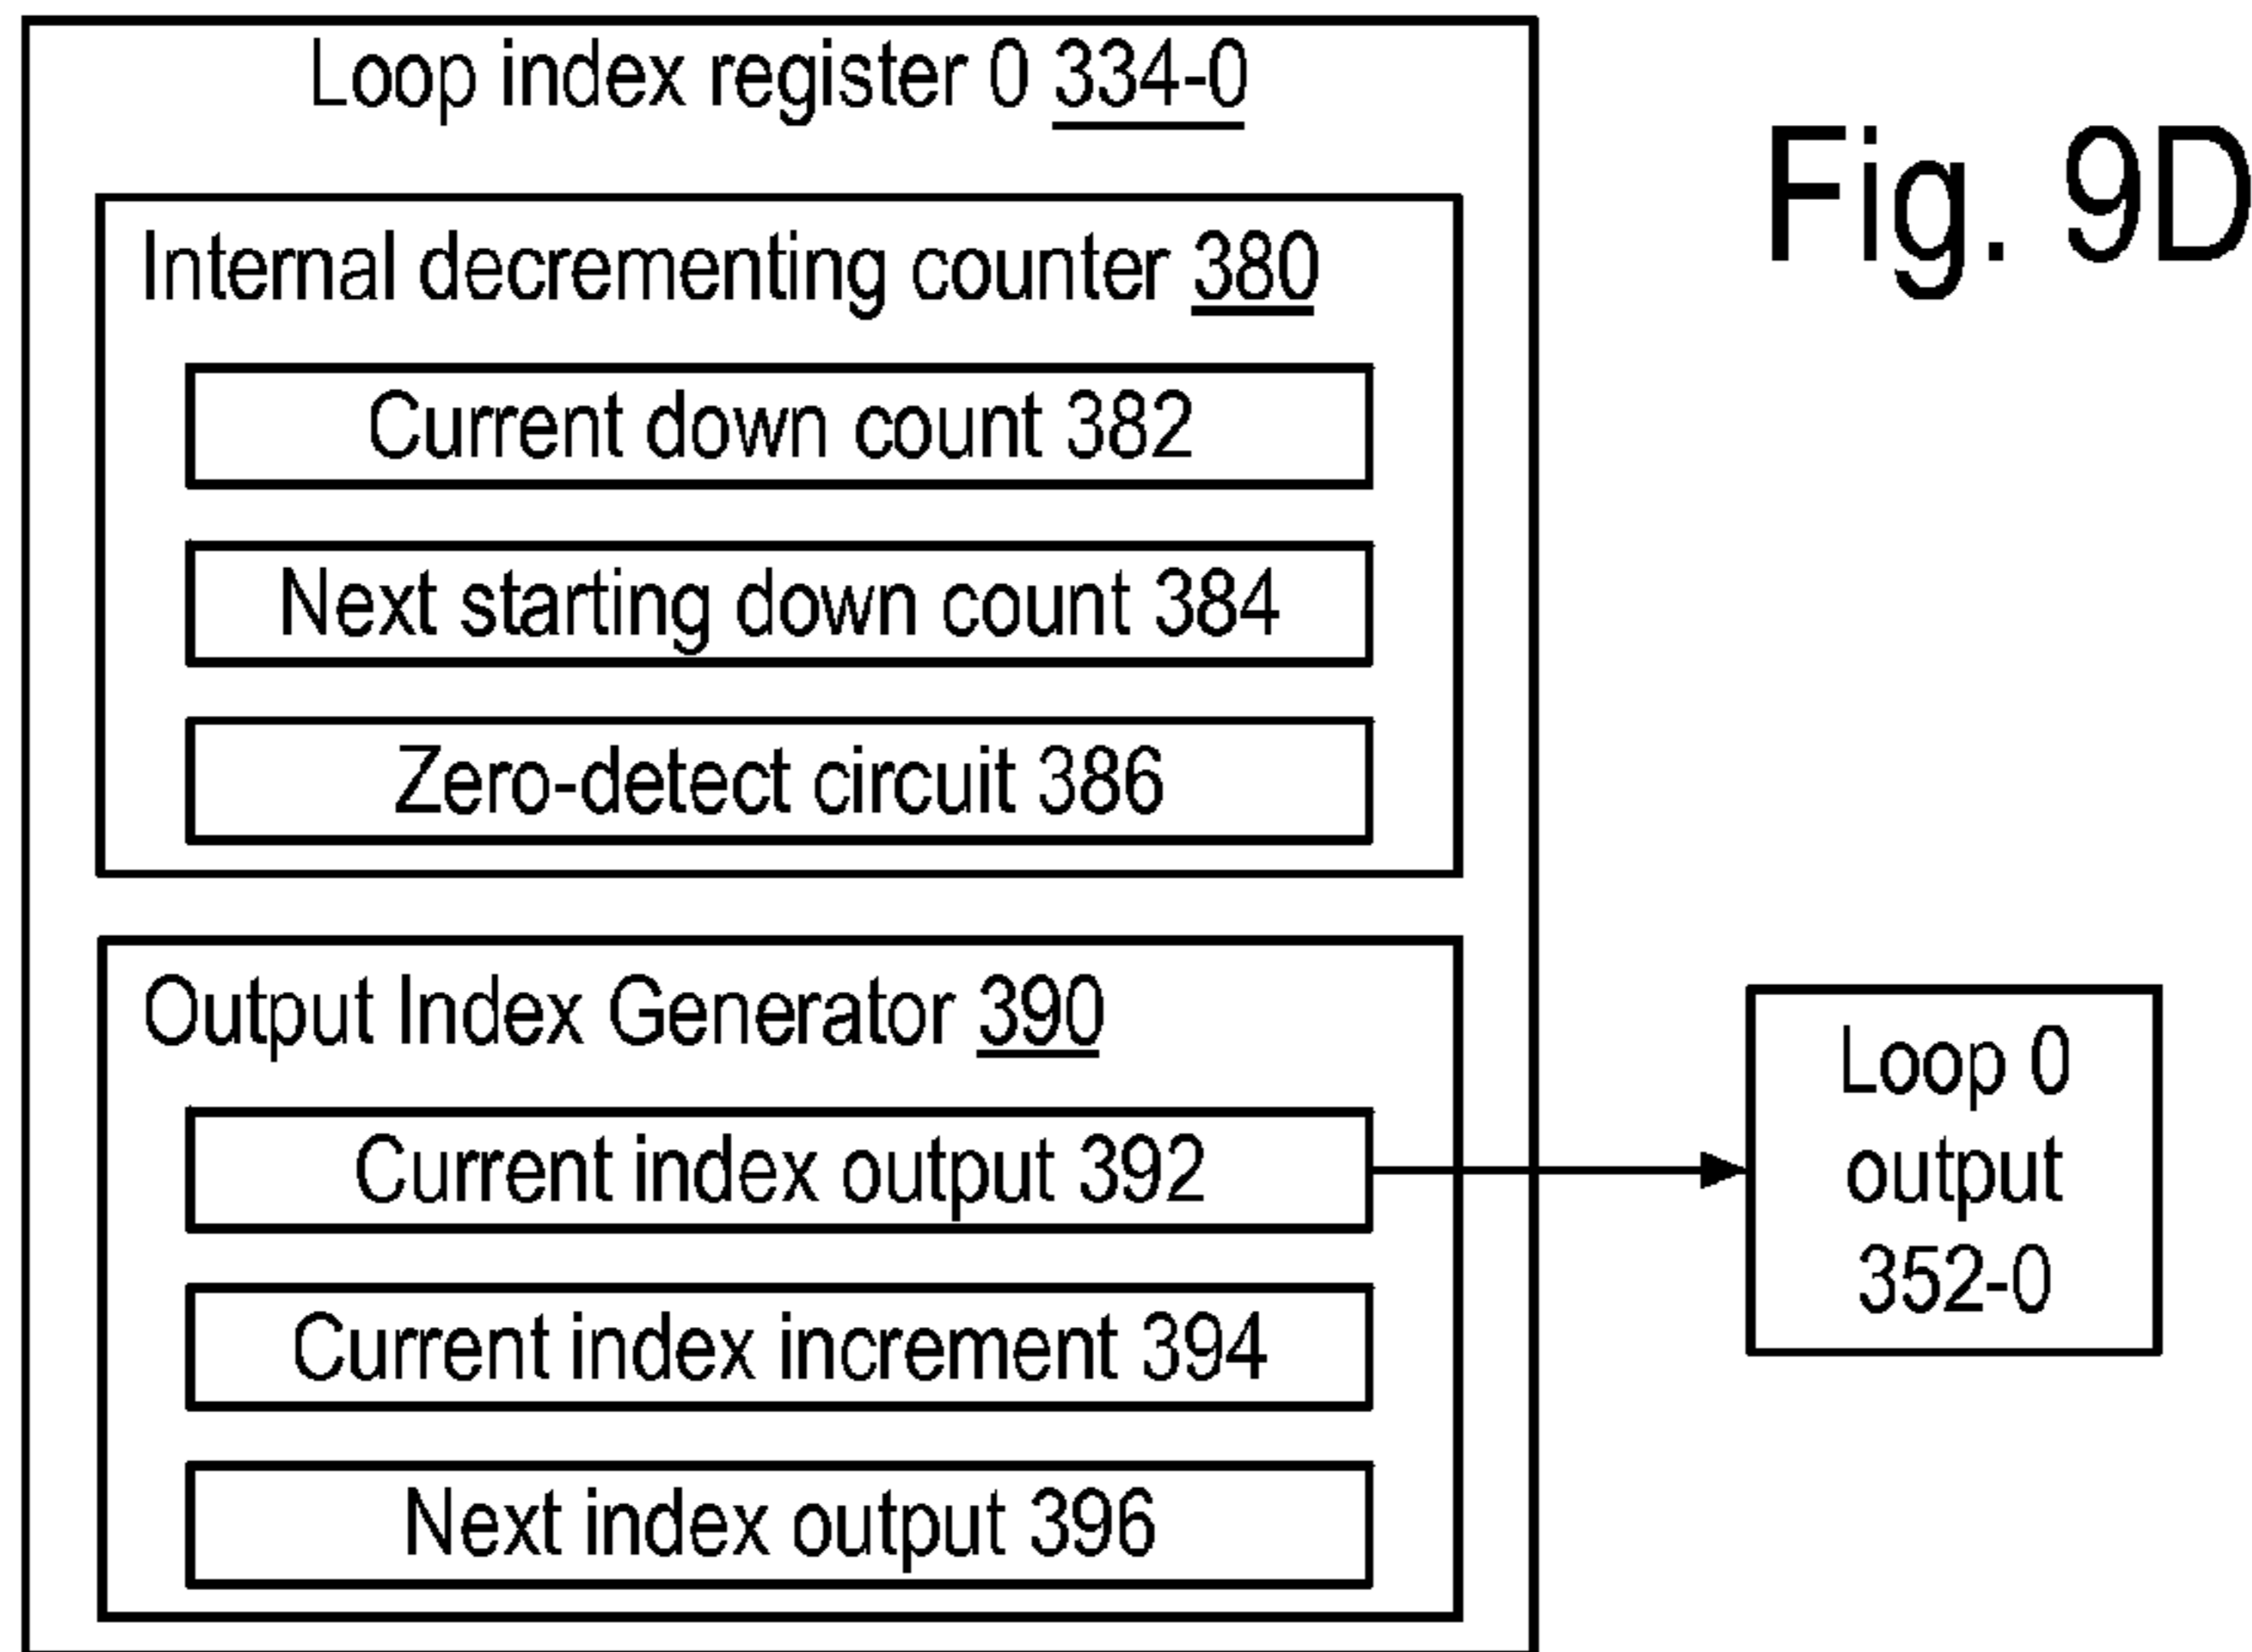 Loop index register 0 334-0
Fig. 9D
Internal decrementing counter 380
Current down count 382
Next starting down count 384
Zero-detect circuit 386
Output Index Generator 390
Current index output 392
Current index increment 394
Next index output 396
Loop 0
output
352-0